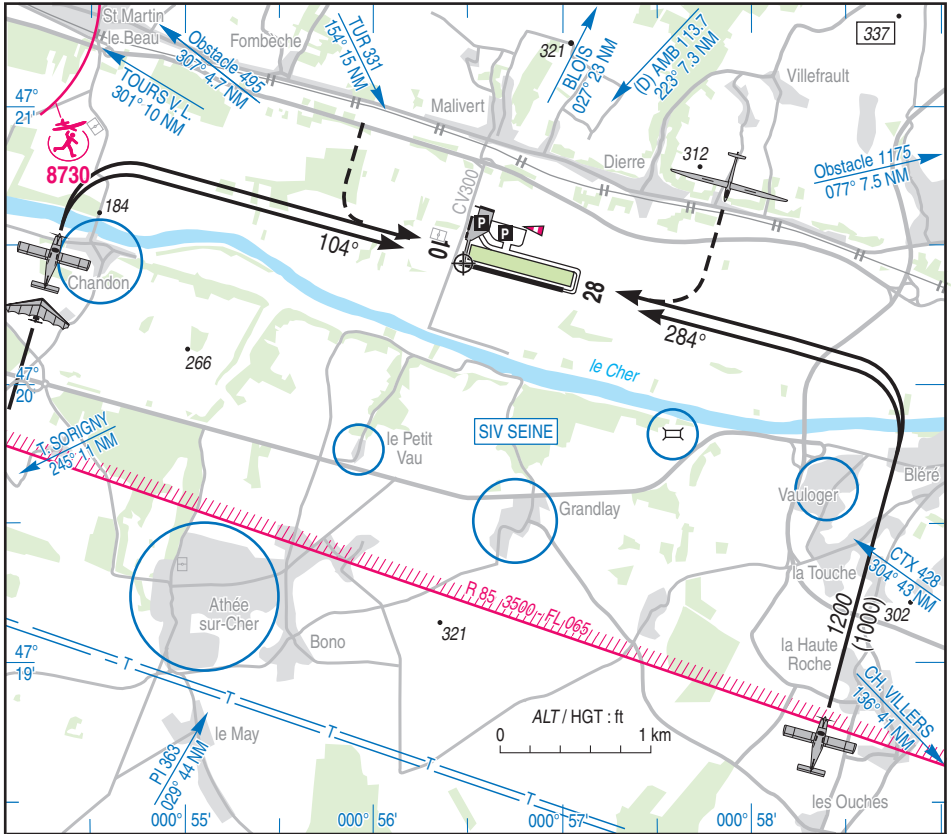 St Martin
le Beau
Fombèche
Obstacle 495
307° 4.7 NM
TOURS V.L.
301° 10 NM
TUR 331
154° 15 NM
321
BLOIS
027° 23 NM
(D) AMB 113.7
223° 7.3 NM
337
Villefrault
Malivert
47°
21'
8730
Dierre
312
Obstacle 1175
077° 7.5 NM
CV300
184
104°
P
P
10
28
Chandon
284°
266
le Cher
47°
20'
T. SORIGNY
245° 11 NM
le Petit
Vau
SIV SEINE
Grandlay
Vauloger
Bléré
CTX 428
304° 43 NM
la Touche
302
R 85 3500 - FL 065
1200
(1000)
Athée
sur-Cher
Bono
321
la Haute
Roche
47°
19'
CH. VILLERS
136° 41 NM
T
T
T
T
le May
PI 363
029° 44 NM
ALT / HGT : ft
0 1 km
les Ouches
000° 55'
000° 56'
000° 57'
000° 58'